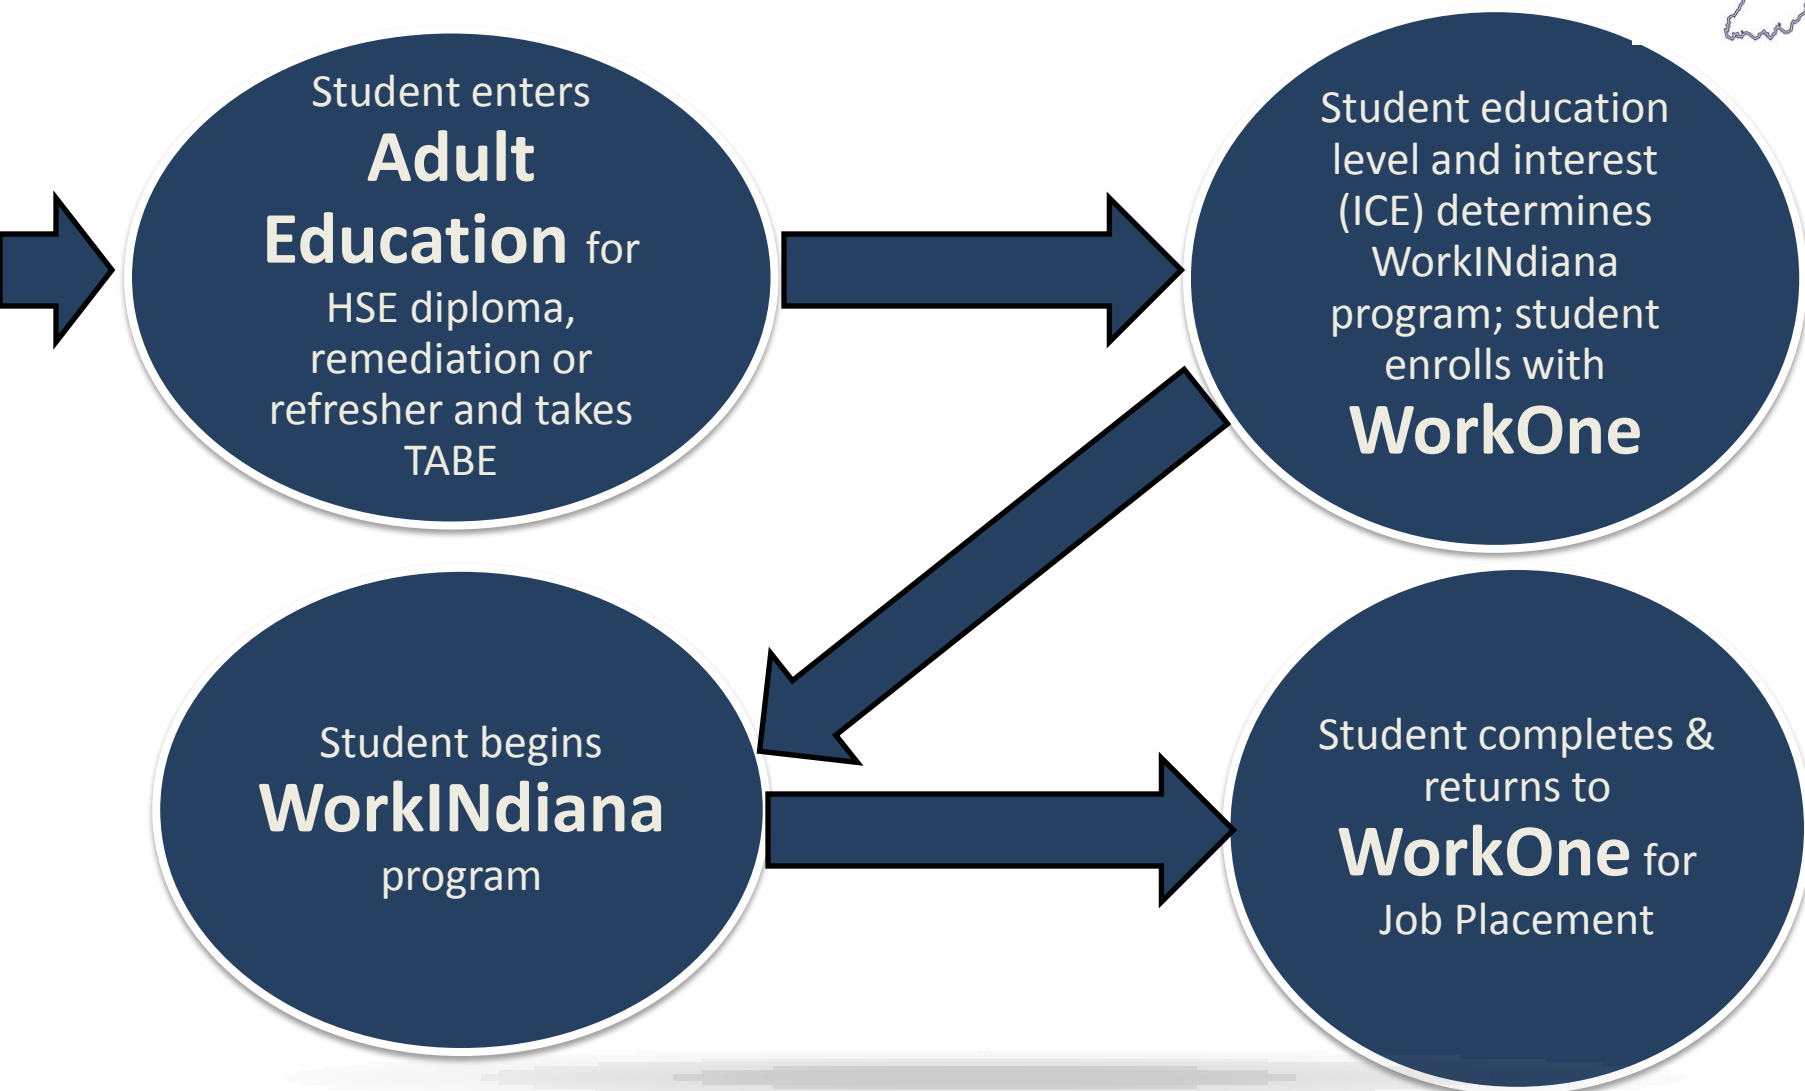 Student enters
Adult
Education for
HSE diploma,
remediation or
refresher and takes
TABE
Student education
level and interest
(ICE) determines
WorkINdiana
program; student
enrolls with
WorkOne
Student begins
WorkINdiana
program
Student completes &
returns to
WorkOne for
Job Placement